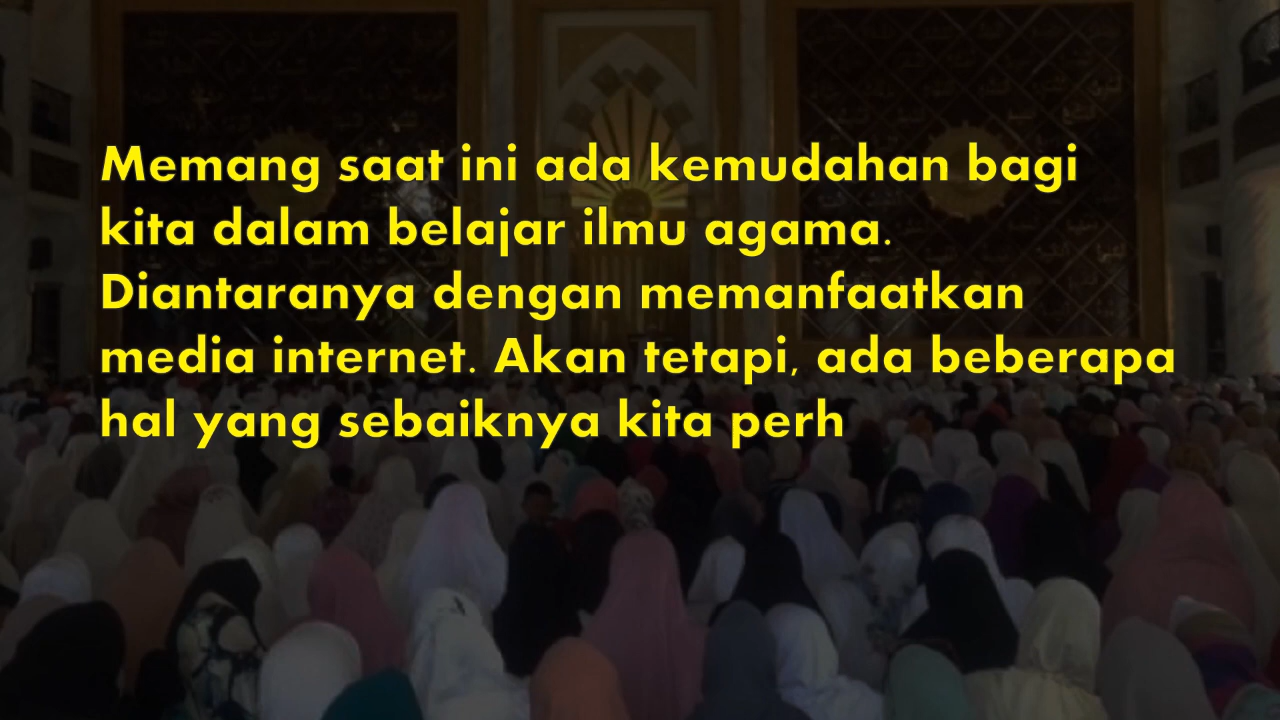 Memang saat ini ada kemudahan bagi
kita dalam belajar ilmu agama.
Diantaranya dengan memanfaatkan
media internet. Akan tetapi, ada beberapa
hal yang sebaiknya kita perh